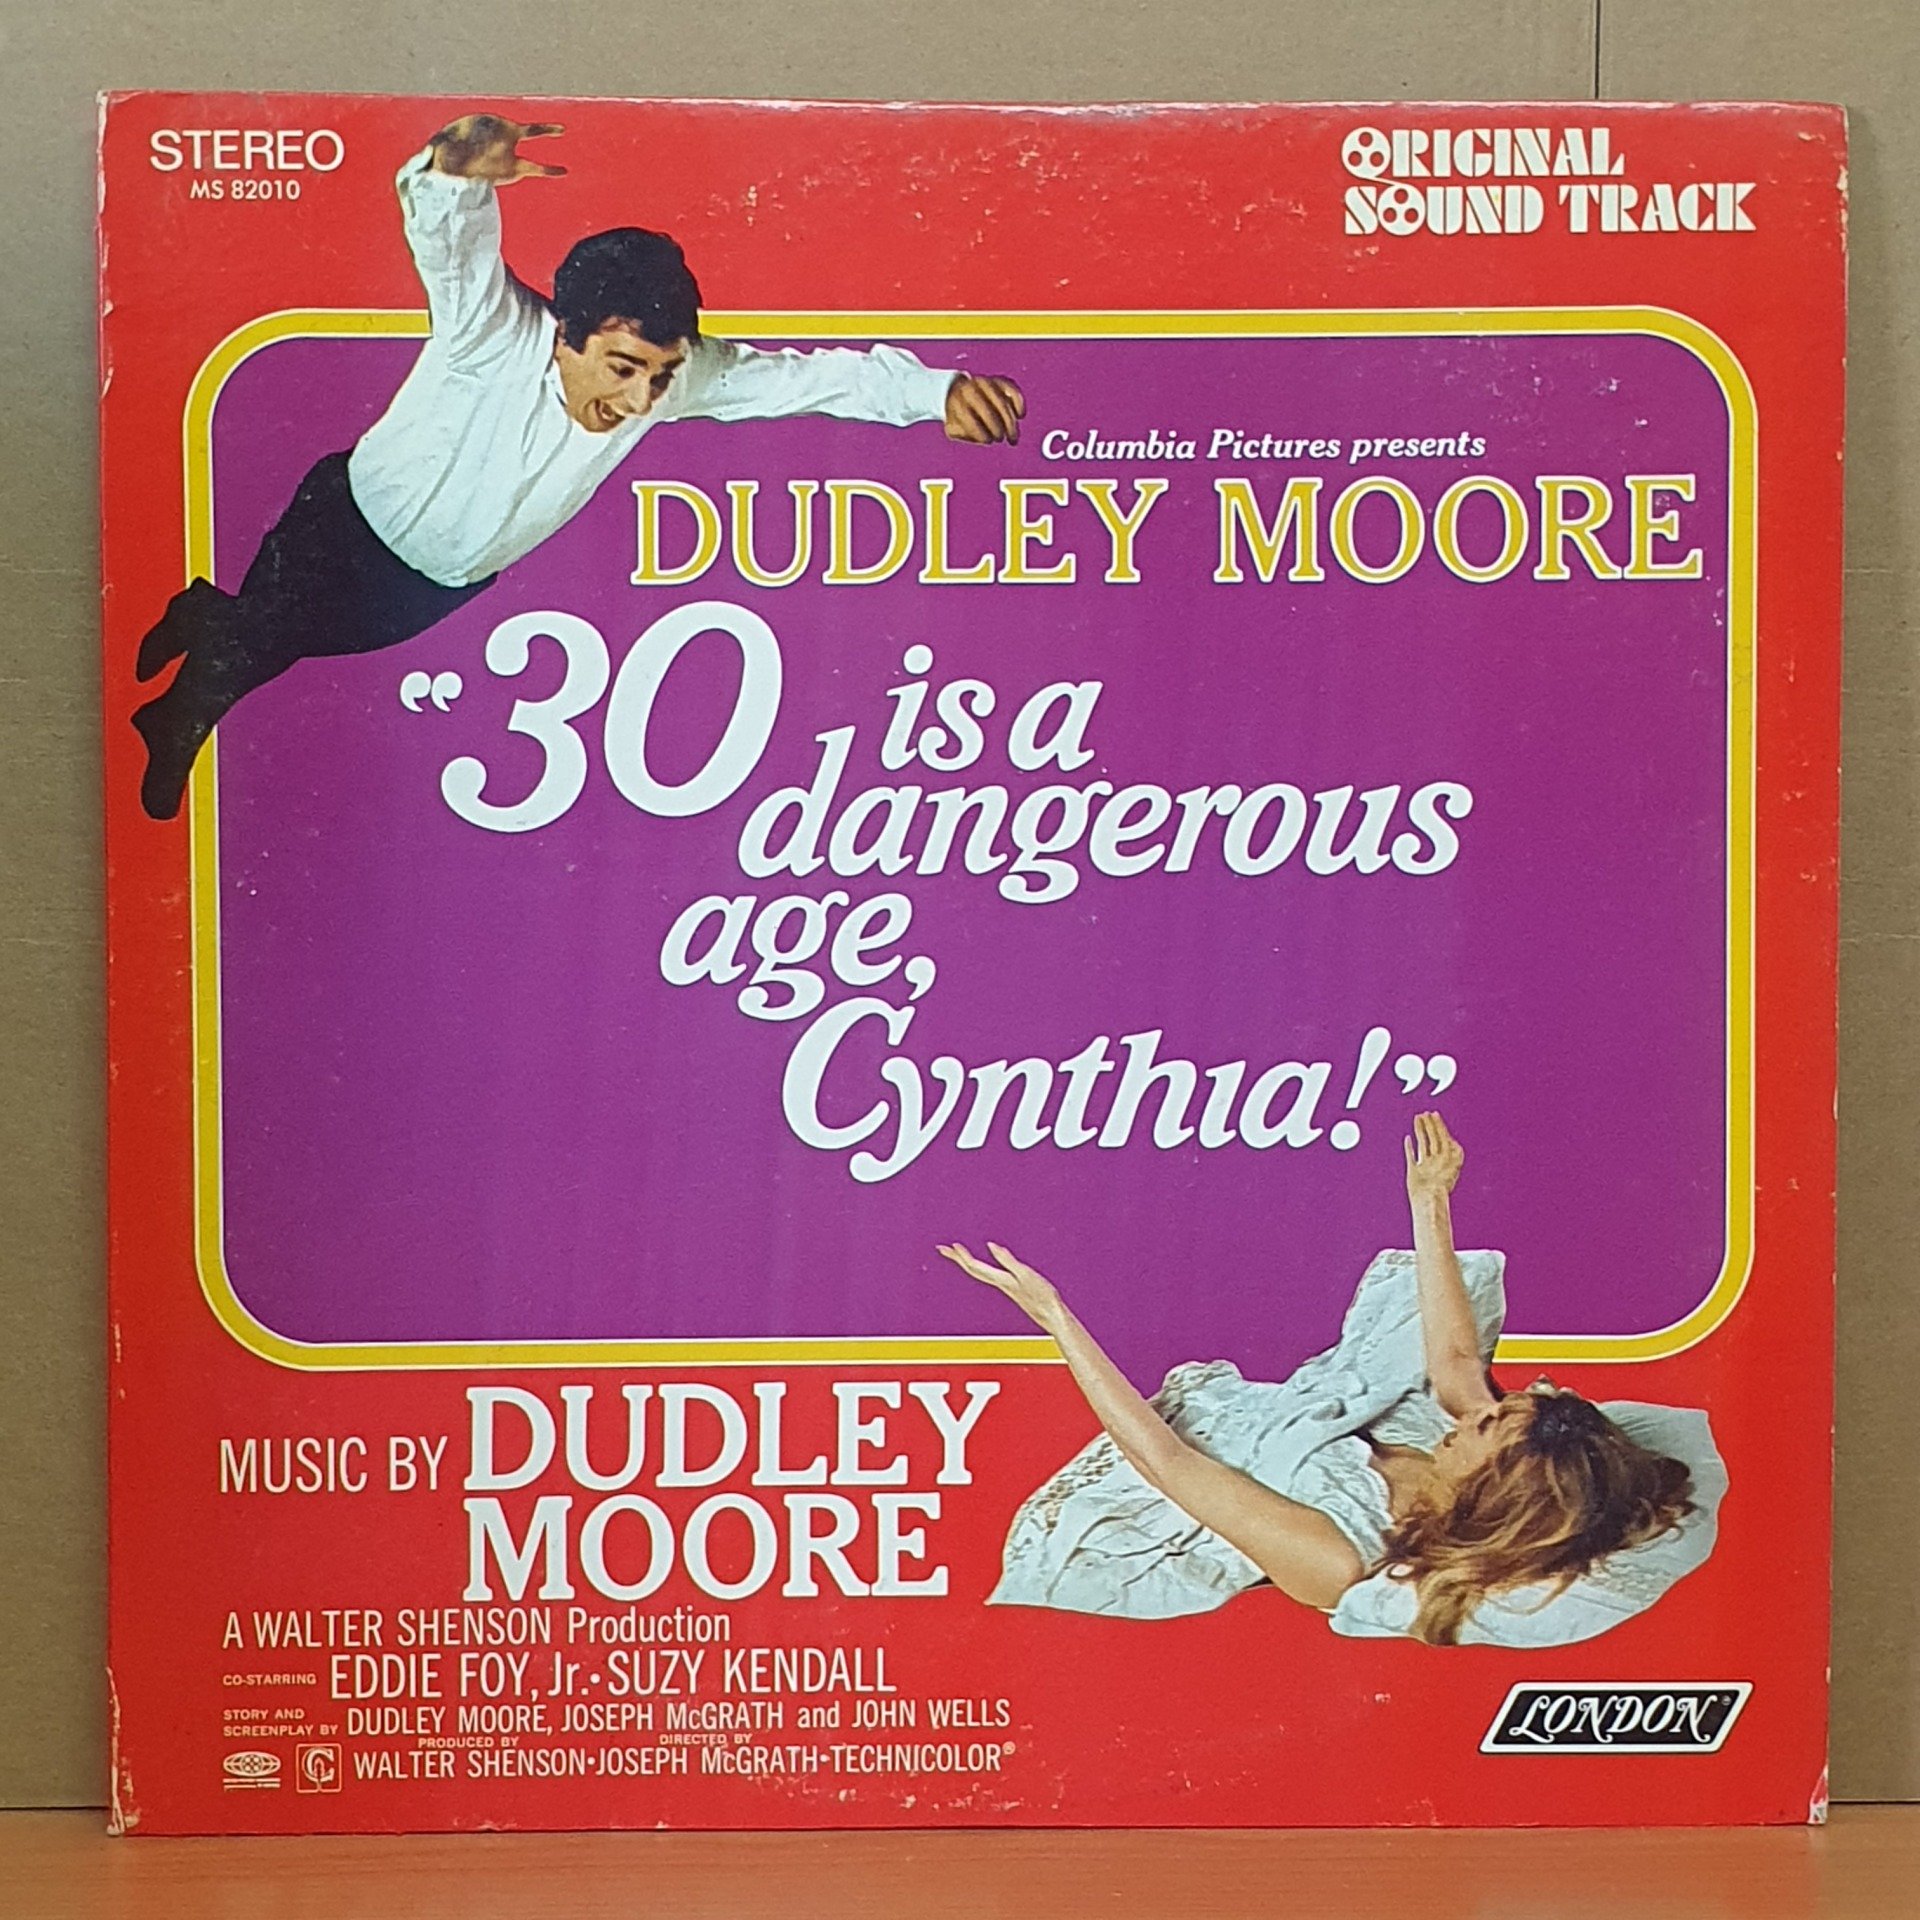 STEREO
MS 82010
ORIGINAL
SOUND TRACK
Columbia Pictures presents
DUDLEY MOORE
“30 is a
dangerous
age,
Cynthia!”
MUSIC BY DUDLEY
MOORE
A WALTER SHENSON Production
CO-STARRING EDDIE FOY, Jr.•SUZY KENDALL
STORY AND
SCREENPLAY BY DUDLEY MOORE, JOSEPH McGRATH and JOHN WELLS
PRODUCED BY DIRECTED BY
WALTER SHENSON•JOSEPH McGRATH•TECHNICOLOR®
LONDON®